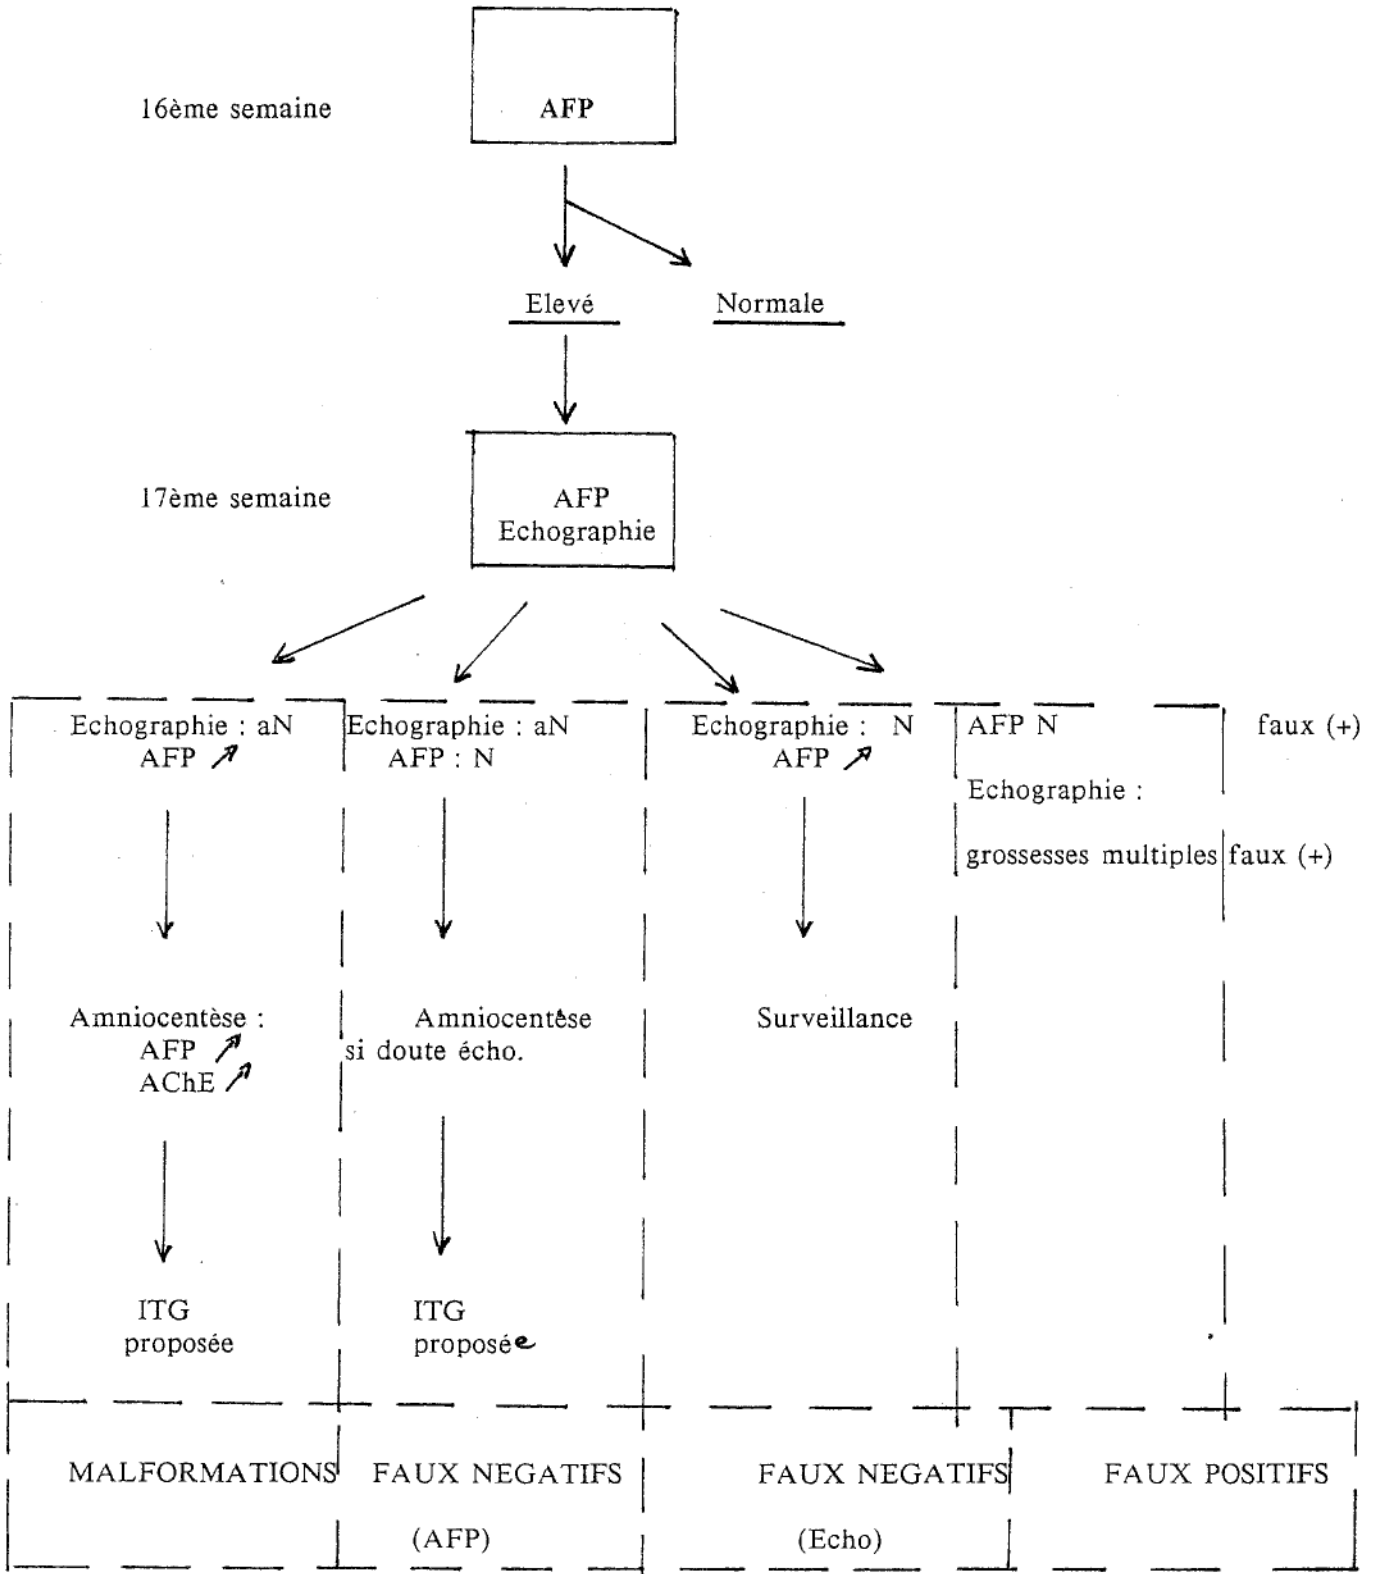 16ème semaine
AFP
Elevé
Normale
17ème semaine
AFP
Echographie
Echographie : aN
AFP ↗
Echographie : aN
AFP : N
Echographie : N
AFP ↗
AFP N
faux (+)
Echographie :
grossesses multiples faux (+)
Amniocentèse :
AFP ↗
AChE ↗
Amniocentèse
si doute écho.
Surveillance
ITG
proposée
ITG
proposée
MALFORMATIONS
FAUX NEGATIFS
(AFP)
FAUX NEGATIFS
(Echo)
FAUX POSITIFS